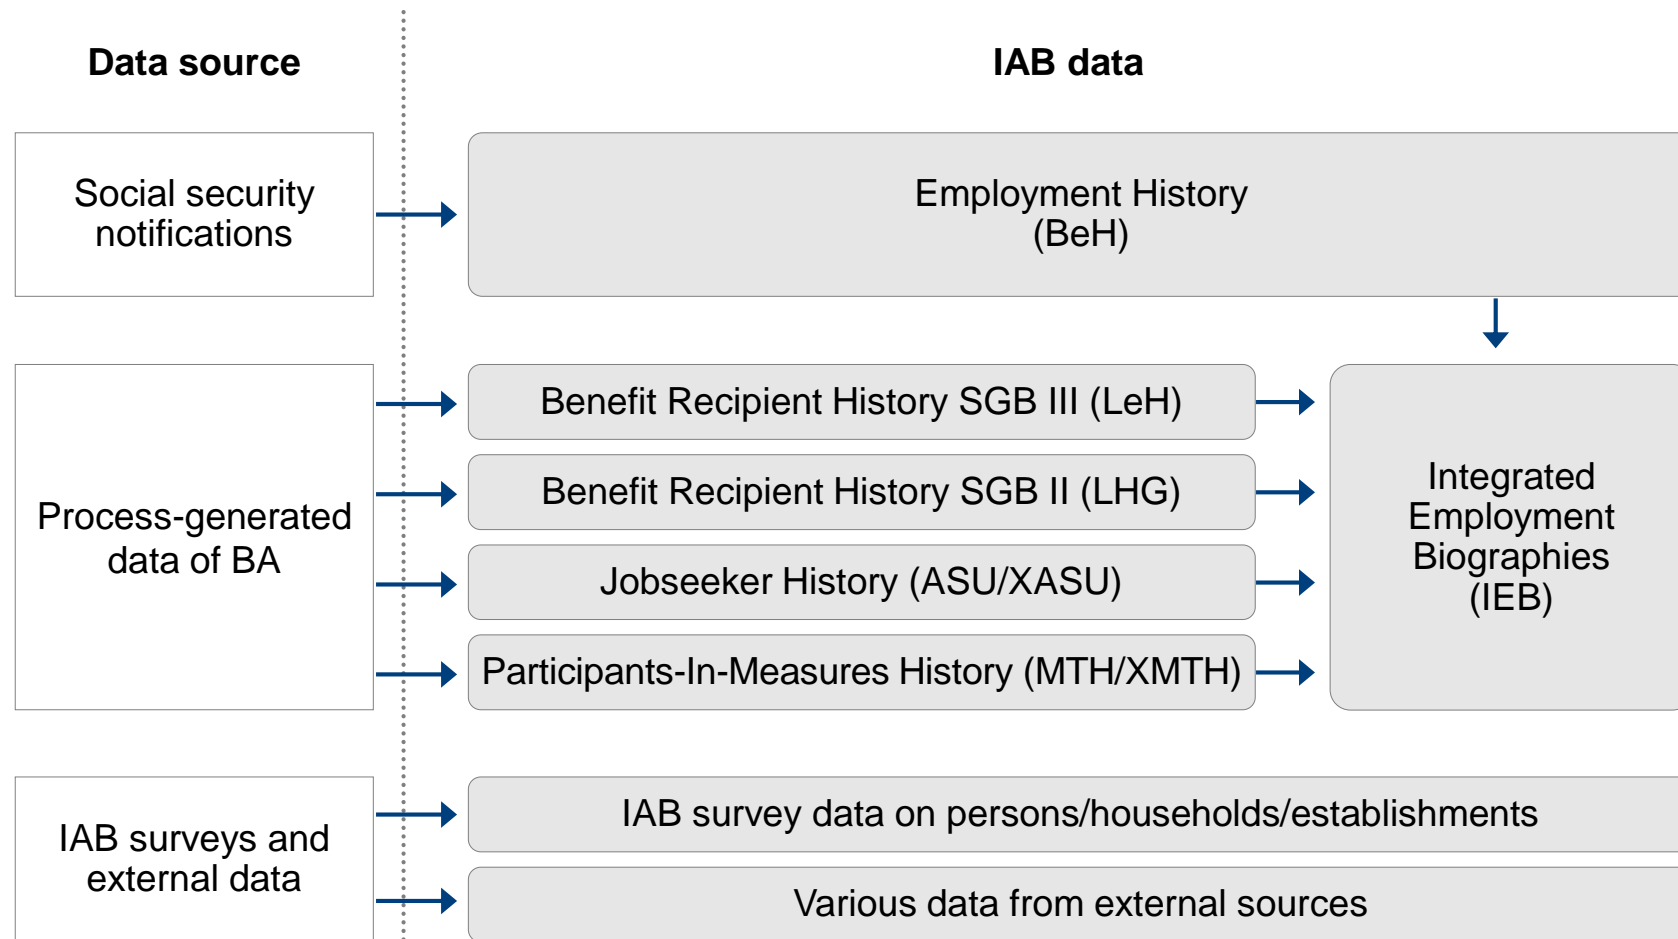 Data source
IAB data
Social security
notifications
Employment History
(BeH)
Process-generated
data of BA
Benefit Recipient History SGB III (LeH)
Benefit Recipient History SGB II (LHG)
Jobseeker History (ASU/XASU)
Participants-In-Measures History (MTH/XMTH)
Integrated
Employment
Biographies
(IEB)
IAB surveys and
external data
IAB survey data on persons/households/establishments
Various data from external sources